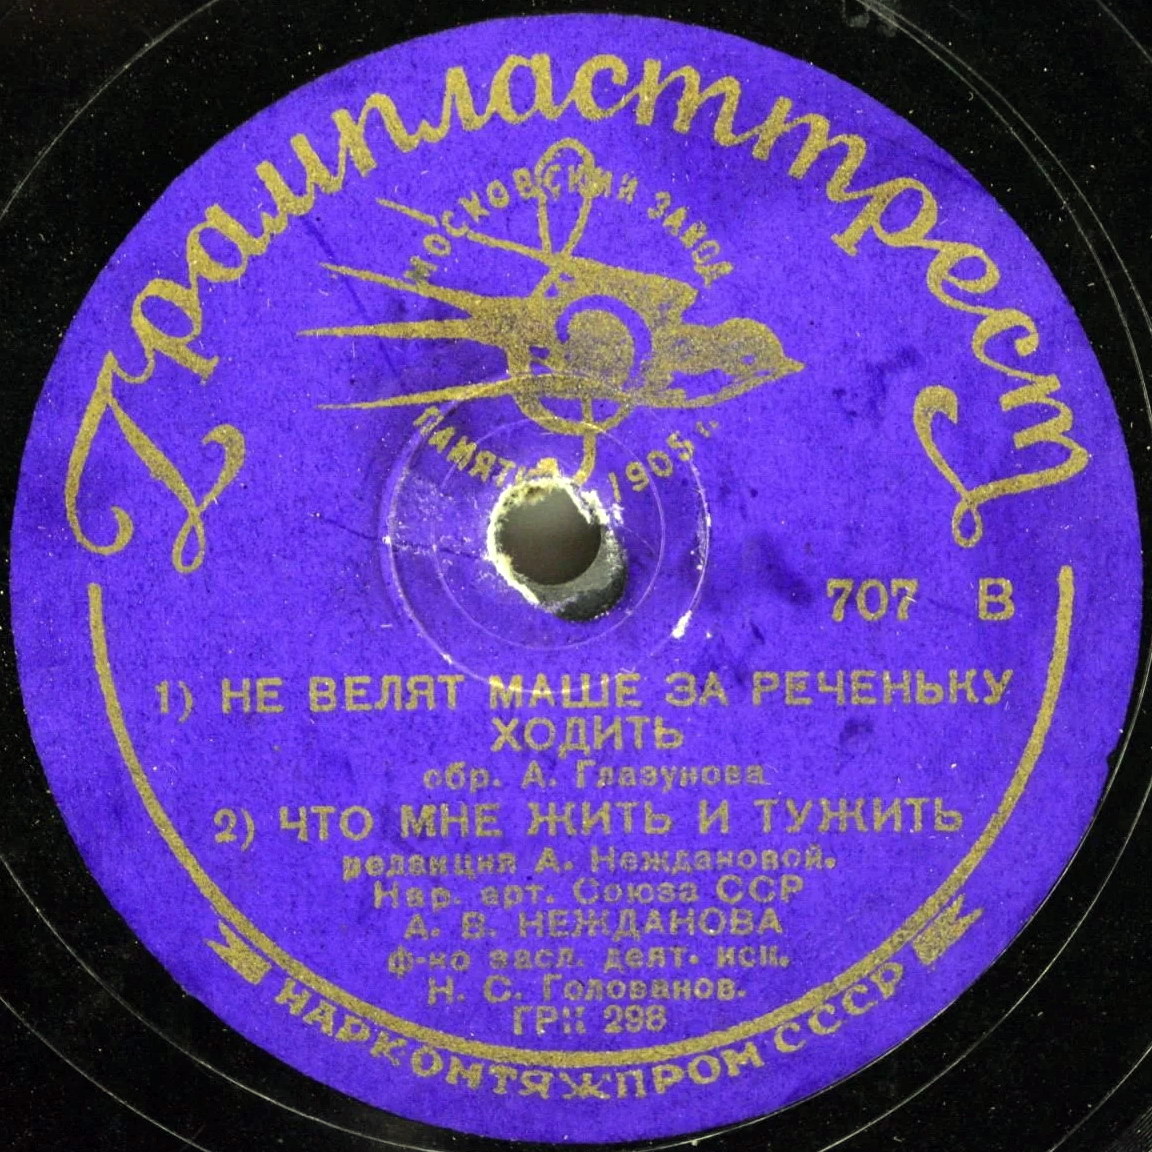 Грампласттрест
МОСКОВСКИЙ ЗАВОД
ПАМЯТИ 1905 г.
707 В
1) НЕ ВЕЛЯТ МАШЕ ЗА РЕЧЕНЬКУ
ХОДИТЬ
обр. А. Глазунова
2) ЧТО МНЕ ЖИТЬ И ТУЖИТЬ
редакция А. Неждановой.
Нар. арт. Союза ССР
А. В. НЕЖДАНОВА
ф-но засл. деят. иск.
Н. С. Голованов.
ГРК 298
НАРКОМТЯЖПРОМ СССР